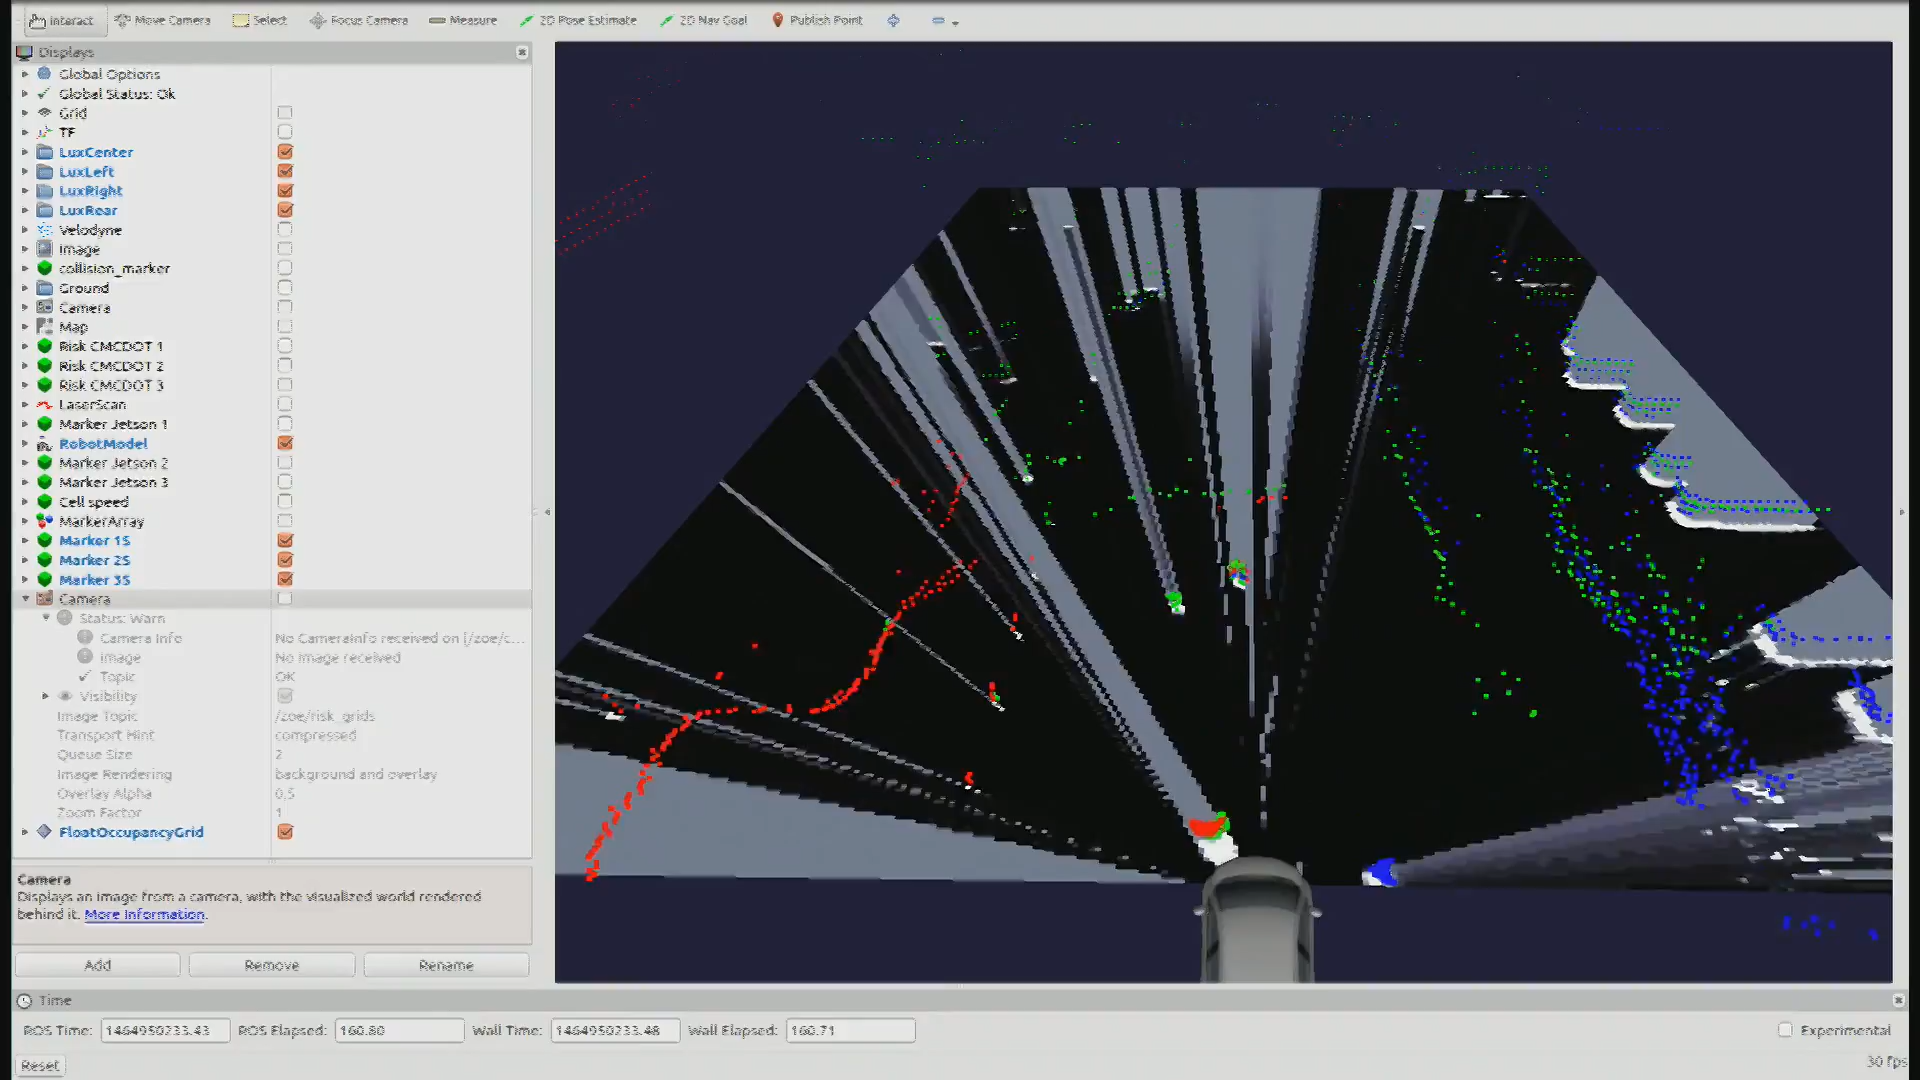 Interact Move Camera Select Focus Camera Measure 2D Pose Estimate 2D Nav Goal Publish Point
Displays
Global Options
Global Status: Ok
Grid
TF
LuxCenter
LuxLeft
LuxRight
LuxRear
Velodyne
Image
collision_marker
Ground
Camera
Map
Risk CMCDOT 1
Risk CMCDOT 2
Risk CMCDOT 3
LaserScan
Marker Jetson 1
RobotModel
Marker Jetson 2
Marker Jetson 3
Cell speed
MarkerArray
Marker 1S
Marker 2S
Marker 3S
Camera
Status: Warn
Camera Info No CameraInfo received on [/zoe/c...
Image No Image received
Topic OK
Visibility
Image Topic /zoe/risk_grids
Transport Hint compressed
Queue Size 2
Image Rendering background and overlay
Overlay Alpha 0,5
Zoom Factor 1
FloatOccupancyGrid
Camera
Displays an image from a camera, with the visualized world rendered
behind it. More Information.
Add Remove Rename
Time
ROS Time: 1464950233.43 ROS Elapsed: 160.80 Wall Time: 1464950233.48 Wall Elapsed: 160.71 Experimental
Reset 30 fps